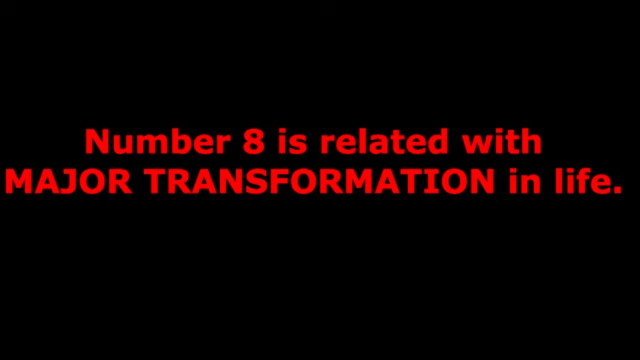 Number 8 is related with
MAJOR TRANSFORMATION in life.